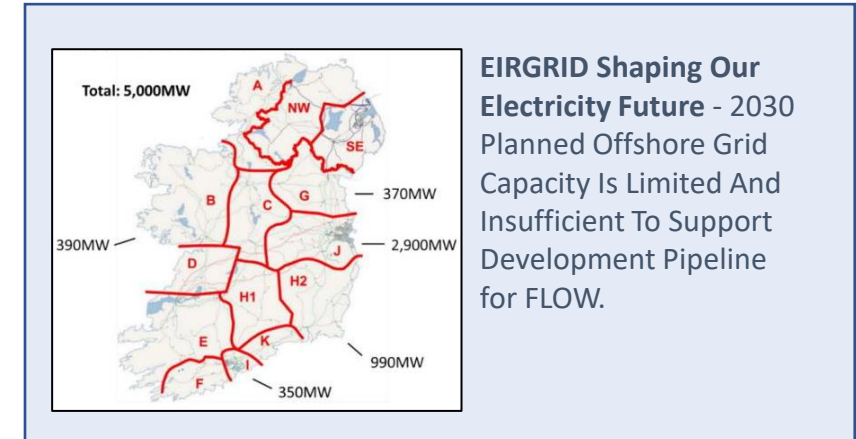 Total: 5,000MW
A
NW
SE
B
C
G
370MW
390MW
J
2,900MW
D
H1
H2
E
K
F
I
990MW
350MW
EIRGRID Shaping Our
Electricity Future - 2030
Planned Offshore Grid
Capacity Is Limited And
Insufficient To Support
Development Pipeline
for FLOW.